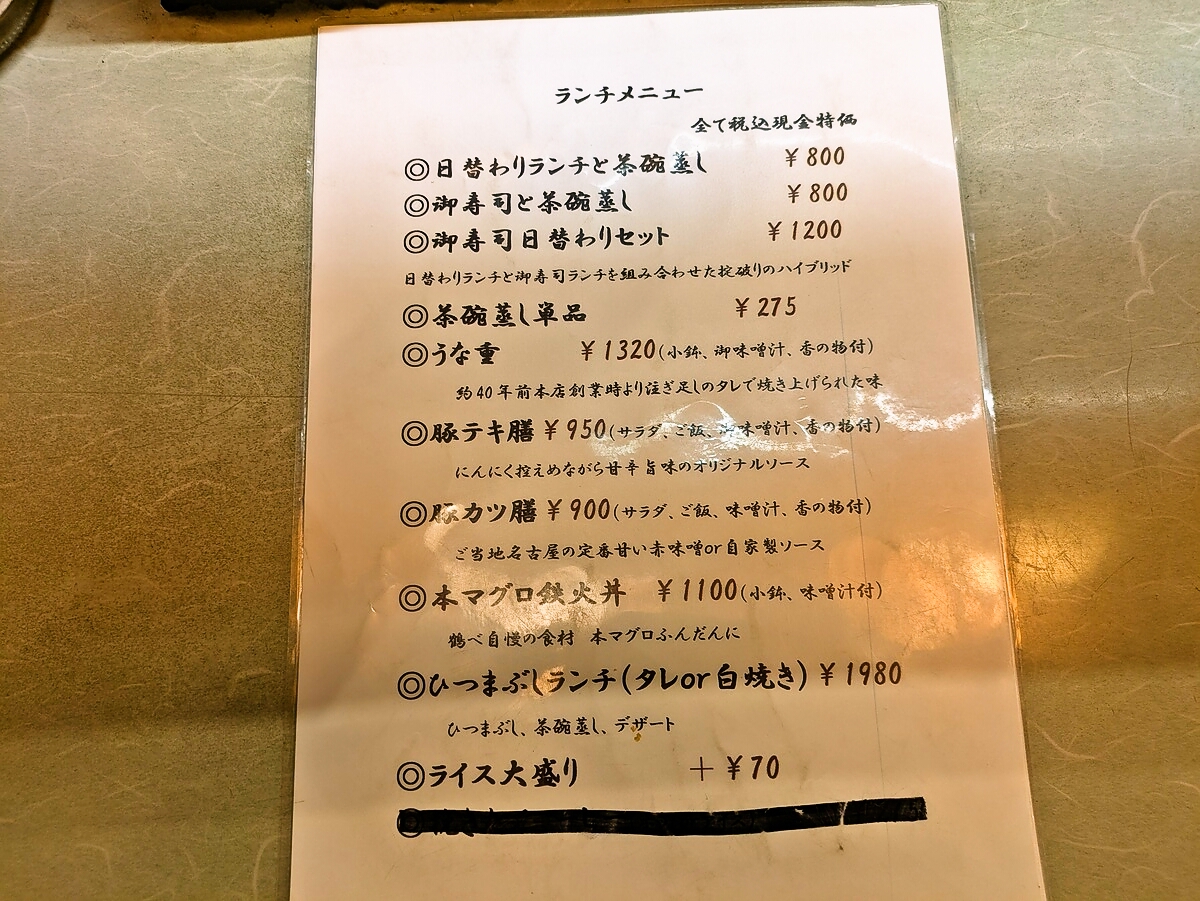 ランチメニュー
全て税込現金特価
◎日替わりランチと茶碗蒸し ¥800
◎御寿司と茶碗蒸し ¥800
◎御寿司日替わりセット ¥1200
日替わりランチと御寿司ランチを組み合わせた掟破りのハイブリッド
◎茶碗蒸し単品 ¥275
◎うな重 ¥1320(小鉢、御味噌汁、香の物付)
約40年前本店創業時より注ぎ足しのタレで焼き上げられた味
◎豚テキ膳 ¥950(サラダ、ご飯、御味噌汁、香の物付)
にんにく控えめながら甘辛旨味のオリジナルソース
◎豚カツ膳 ¥900(サラダ、ご飯、味噌汁、香の物付)
ご当地名古屋の定番甘い赤味噌or自家製ソース
◎本マグロ鉄火丼 ¥1100(小鉢、味噌汁付)
鶴べ自慢の食材 本マグロふんだんに
◎ひつまぶしランチ(タレor白焼き) ¥1980
ひつまぶし、茶碗蒸し、デザート
◎ライス大盛り +¥70